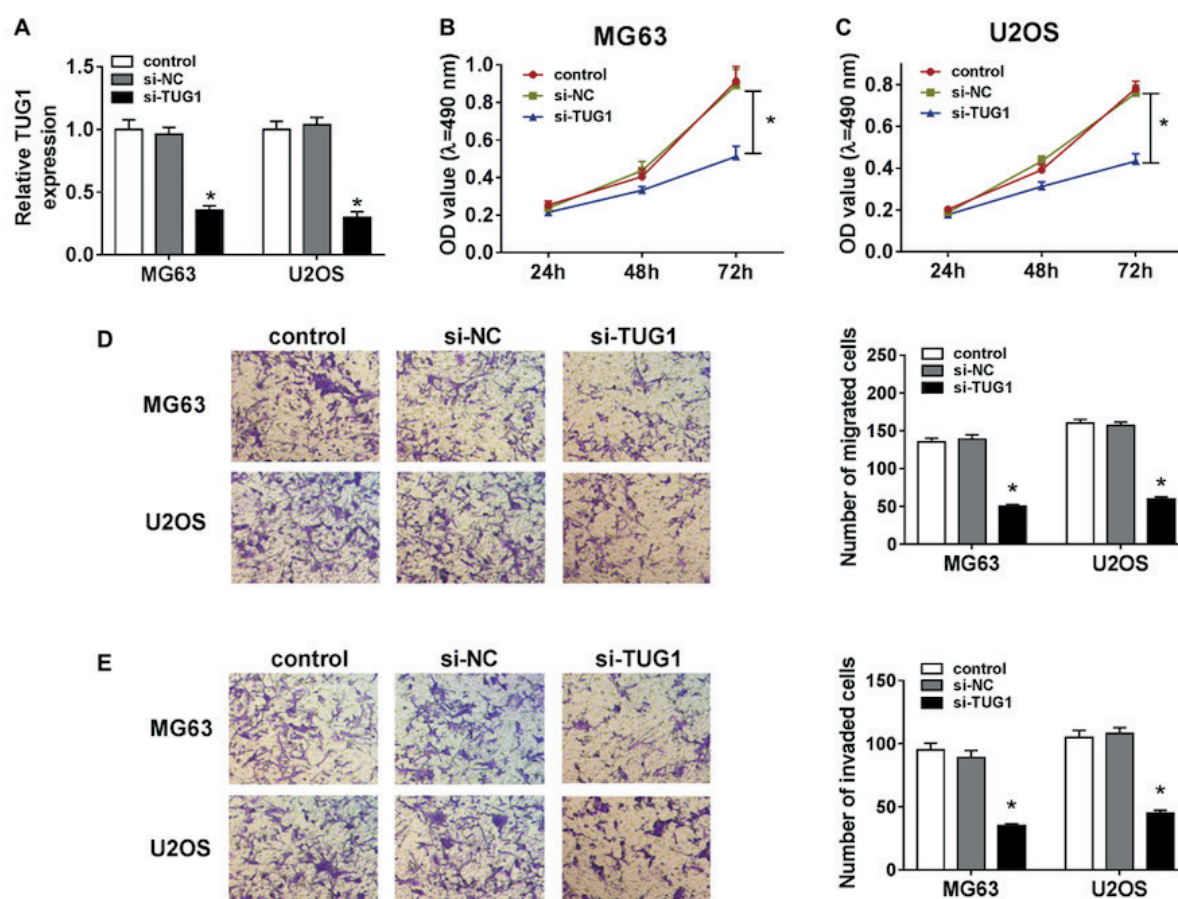 A
control
si-NC
si-TUG1
Relative TUG1
expression
1.5
1.0
0.5
0.0
MG63
U2OS
B
MG63
OD value (λ=490 nm)
1.0
0.8
0.6
0.4
0.2
0.0
control
si-NC
si-TUG1
*
24h
48h
72h
C
U2OS
OD value (λ=490 nm)
0.8
0.6
0.4
0.2
0.0
control
si-NC
si-TUG1
*
24h
48h
72h
D
control
si-NC
si-TUG1
MG63
U2OS
Number of migrated cells
250
200
150
100
50
0
control
si-NC
si-TUG1
*
*
MG63
U2OS
E
control
si-NC
si-TUG1
MG63
U2OS
Number of invaded cells
150
100
50
0
control
si-NC
si-TUG1
*
*
MG63
U2OS